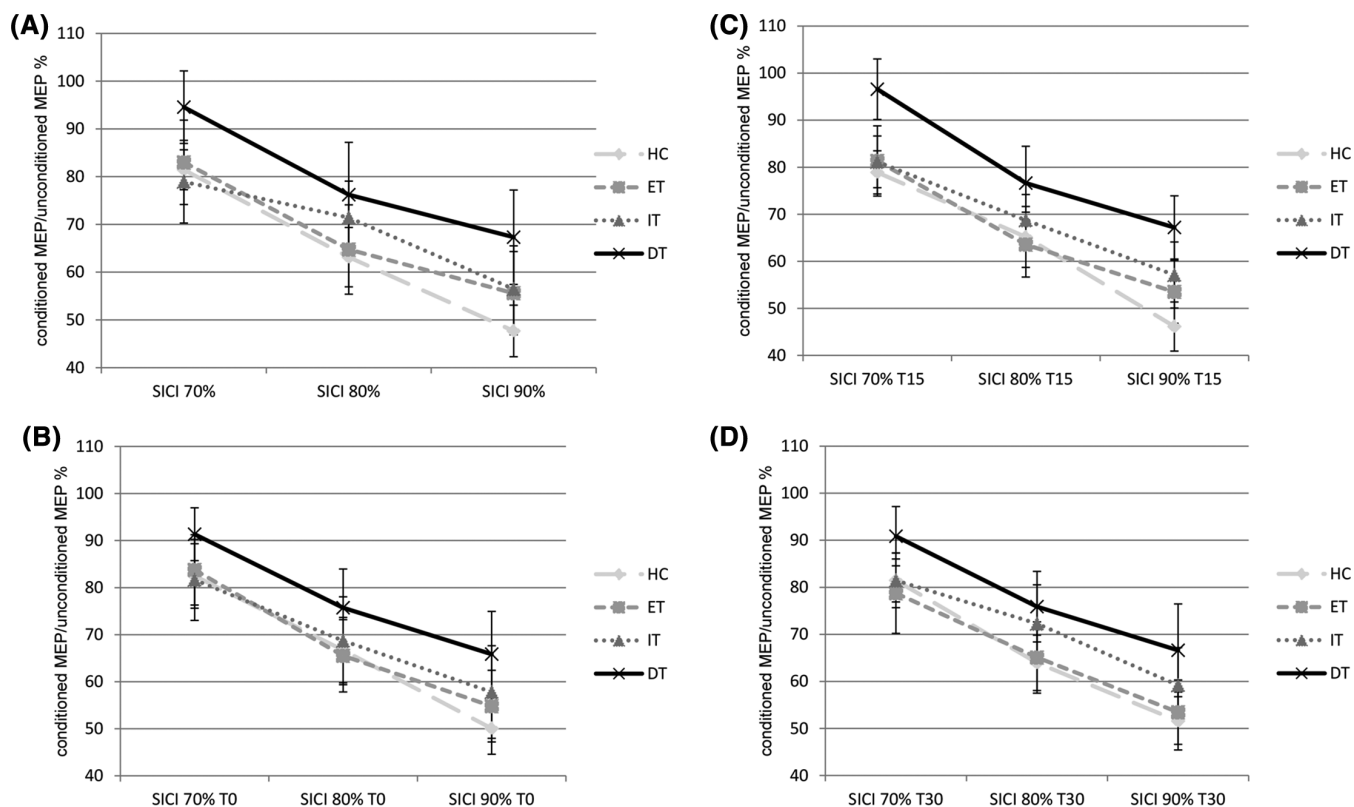 (A)
conditioned MEP/unconditioned MEP %
110
100
90
80
70
60
50
40
SICI 70% SICI 80% SICI 90%
HC
ET
IT
DT
(B)
conditioned MEP/unconditioned MEP %
110
100
90
80
70
60
50
40
SICI 70% T0 SICI 80% T0 SICI 90% T0
HC
ET
IT
DT
(C)
conditioned MEP/unconditioned MEP %
110
100
90
80
70
60
50
40
SICI 70% T15 SICI 80% T15 SICI 90% T15
HC
ET
IT
DT
(D)
conditioned MEP/unconditioned MEP %
110
100
90
80
70
60
50
40
SICI 70% T30 SICI 80% T30 SICI 90% T30
HC
ET
IT
DT